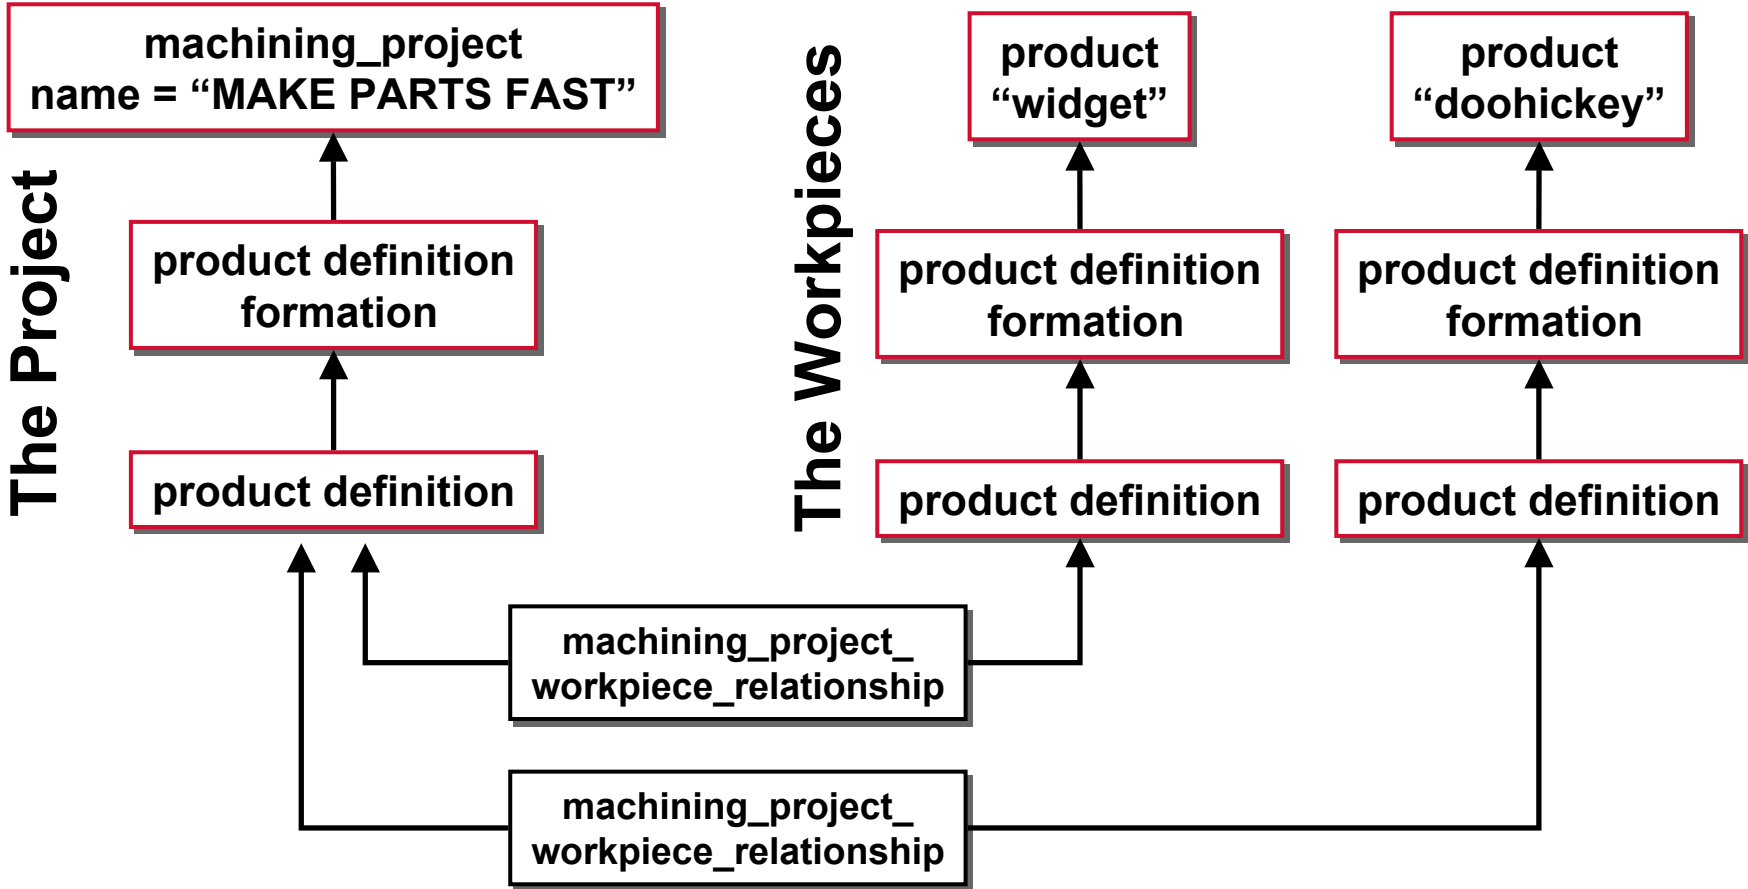 machining_project
name = “MAKE PARTS FAST”
The Project
product definition
formation
product definition
The Workpieces
product
“widget”
product definition
formation
product definition
product
“doohickey”
product definition
formation
product definition
machining_project_
workpiece_relationship
machining_project_
workpiece_relationship